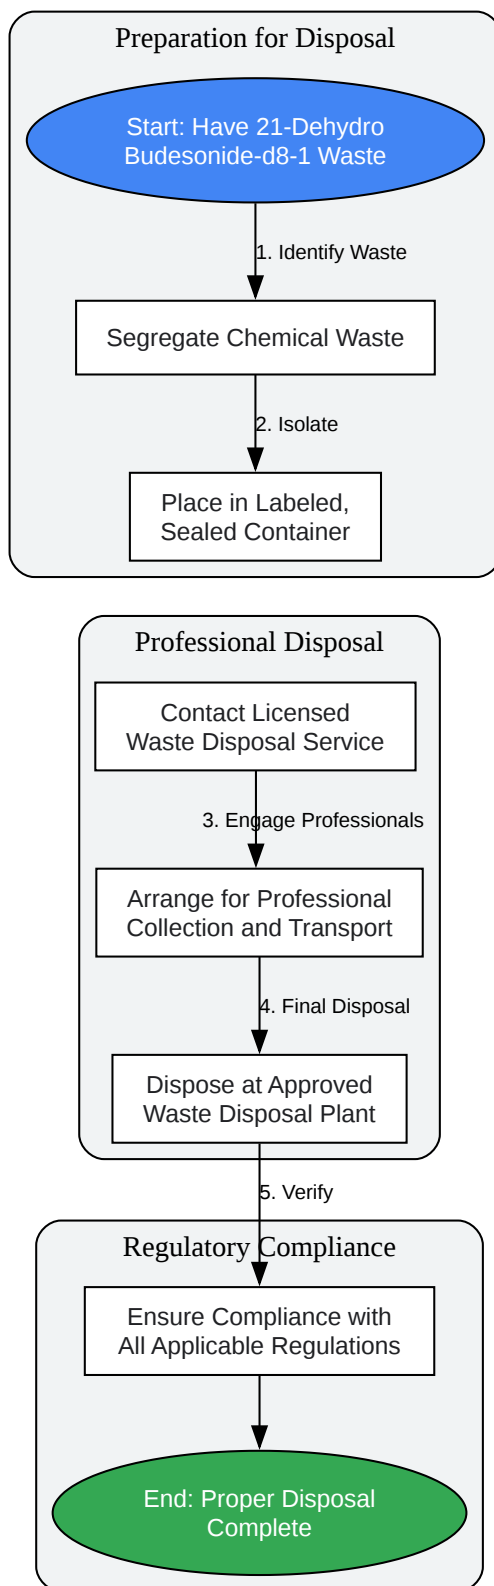 Preparation for Disposal
Start: Have 21-Dehydro
Budesonide-d8-1 Waste
1. Identify Waste
Segregate Chemical Waste
2. Isolate
Place in Labeled,
Sealed Container
Professional Disposal
Contact Licensed
Waste Disposal Service
3. Engage Professionals
Arrange for Professional
Collection and Transport
4. Final Disposal
Dispose at Approved
Waste Disposal Plant
5. Verify
Regulatory Compliance
Ensure Compliance with
All Applicable Regulations
End: Proper Disposal
Complete